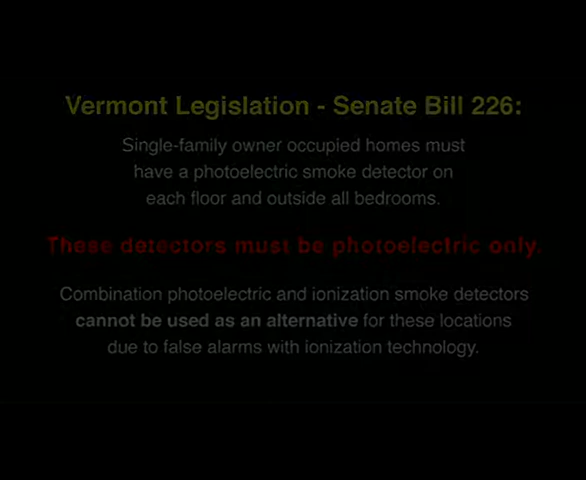 Vermont Legislation - Senate Bill 226:
Single-family owner occupied homes must
have a photoelectric smoke detector on
each floor and outside all bedrooms.
These detectors must be photoelectric only.
Combination photoelectric and ionization smoke detectors
cannot be used as an alternative for these locations
due to false alarms with ionization technology.